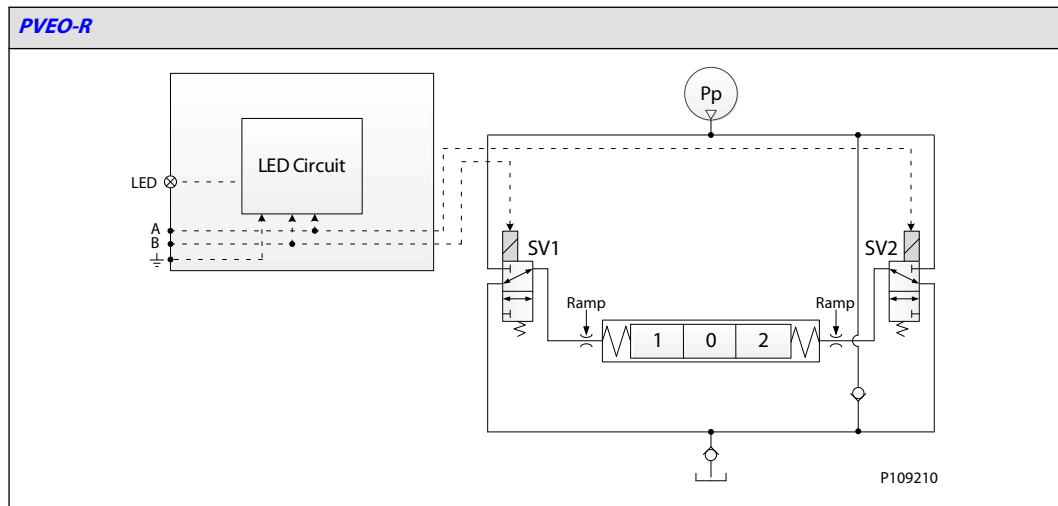 PVEO-R
Pp
LED Circuit
LED
A
B
SV1
SV2
Ramp
Ramp
1
0
2
P109210